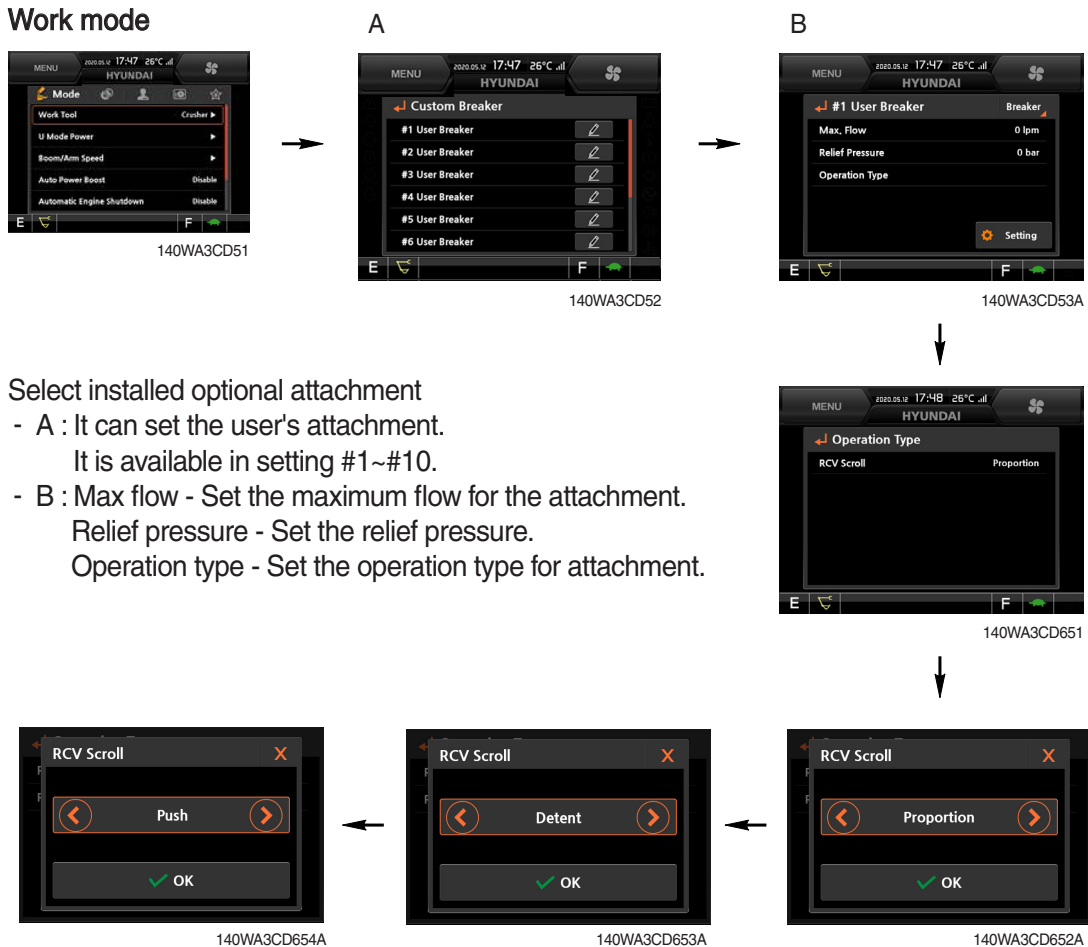 Work mode
A
B
MENU
2020.05.12 17:47 26°C
HYUNDAI
Mode
Work Tool Crusher ▶
U Mode Power ▶
Boom/Arm Speed ▶
Auto Power Boost Disable
Automatic Engine Shutdown Disable
E F
140WA3CD51
MENU
2020.05.12 17:47 26°C
HYUNDAI
Custom Breaker
#1 User Breaker
#2 User Breaker
#3 User Breaker
#4 User Breaker
#5 User Breaker
#6 User Breaker
E F
140WA3CD52
MENU
2020.05.12 17:47 26°C
HYUNDAI
#1 User Breaker Breaker
Max. Flow 0 lpm
Relief Pressure 0 bar
Operation Type
Setting
E F
140WA3CD53A
Select installed optional attachment
- A : It can set the user's attachment.
It is available in setting #1~#10.
- B : Max flow - Set the maximum flow for the attachment.
Relief pressure - Set the relief pressure.
Operation type - Set the operation type for attachment.
MENU
2020.05.12 17:48 26°C
HYUNDAI
Operation Type
RCV Scroll Proportion
E F
140WA3CD651
RCV Scroll X
Push
OK
140WA3CD654A
RCV Scroll X
Detent
OK
140WA3CD653A
RCV Scroll X
Proportion
OK
140WA3CD652A